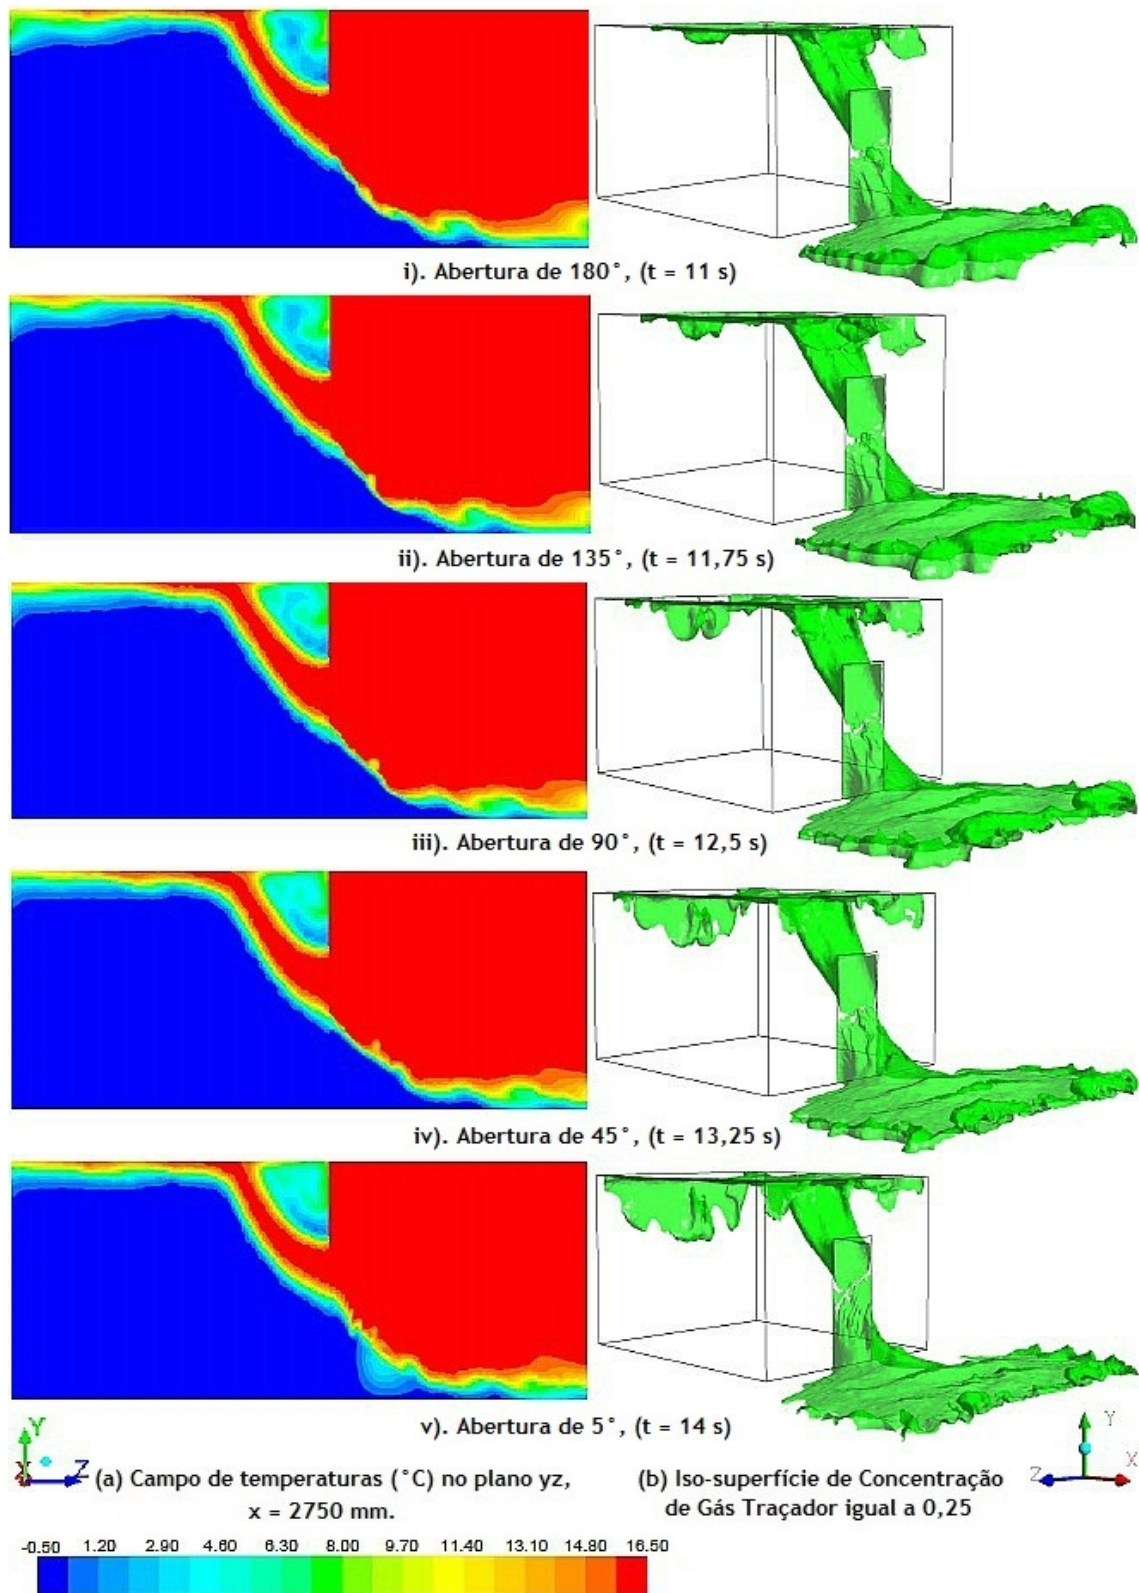 i). Abertura de 180°, (t = 11 s)
ii). Abertura de 135°, (t = 11,75 s)
iii). Abertura de 90°, (t = 12,5 s)
iv). Abertura de 45°, (t = 13,25 s)
v). Abertura de 5°, (t = 14 s)
Y
X
Z
(a) Campo de temperaturas (°C) no plano yz,
x = 2750 mm.
(b) Iso-superfície de Concentração
de Gás Traçador igual a 0,25
Y
Z
X
-0.50 1.20 2.90 4.60 6.30 8.00 9.70 11.40 13.10 14.80 16.50